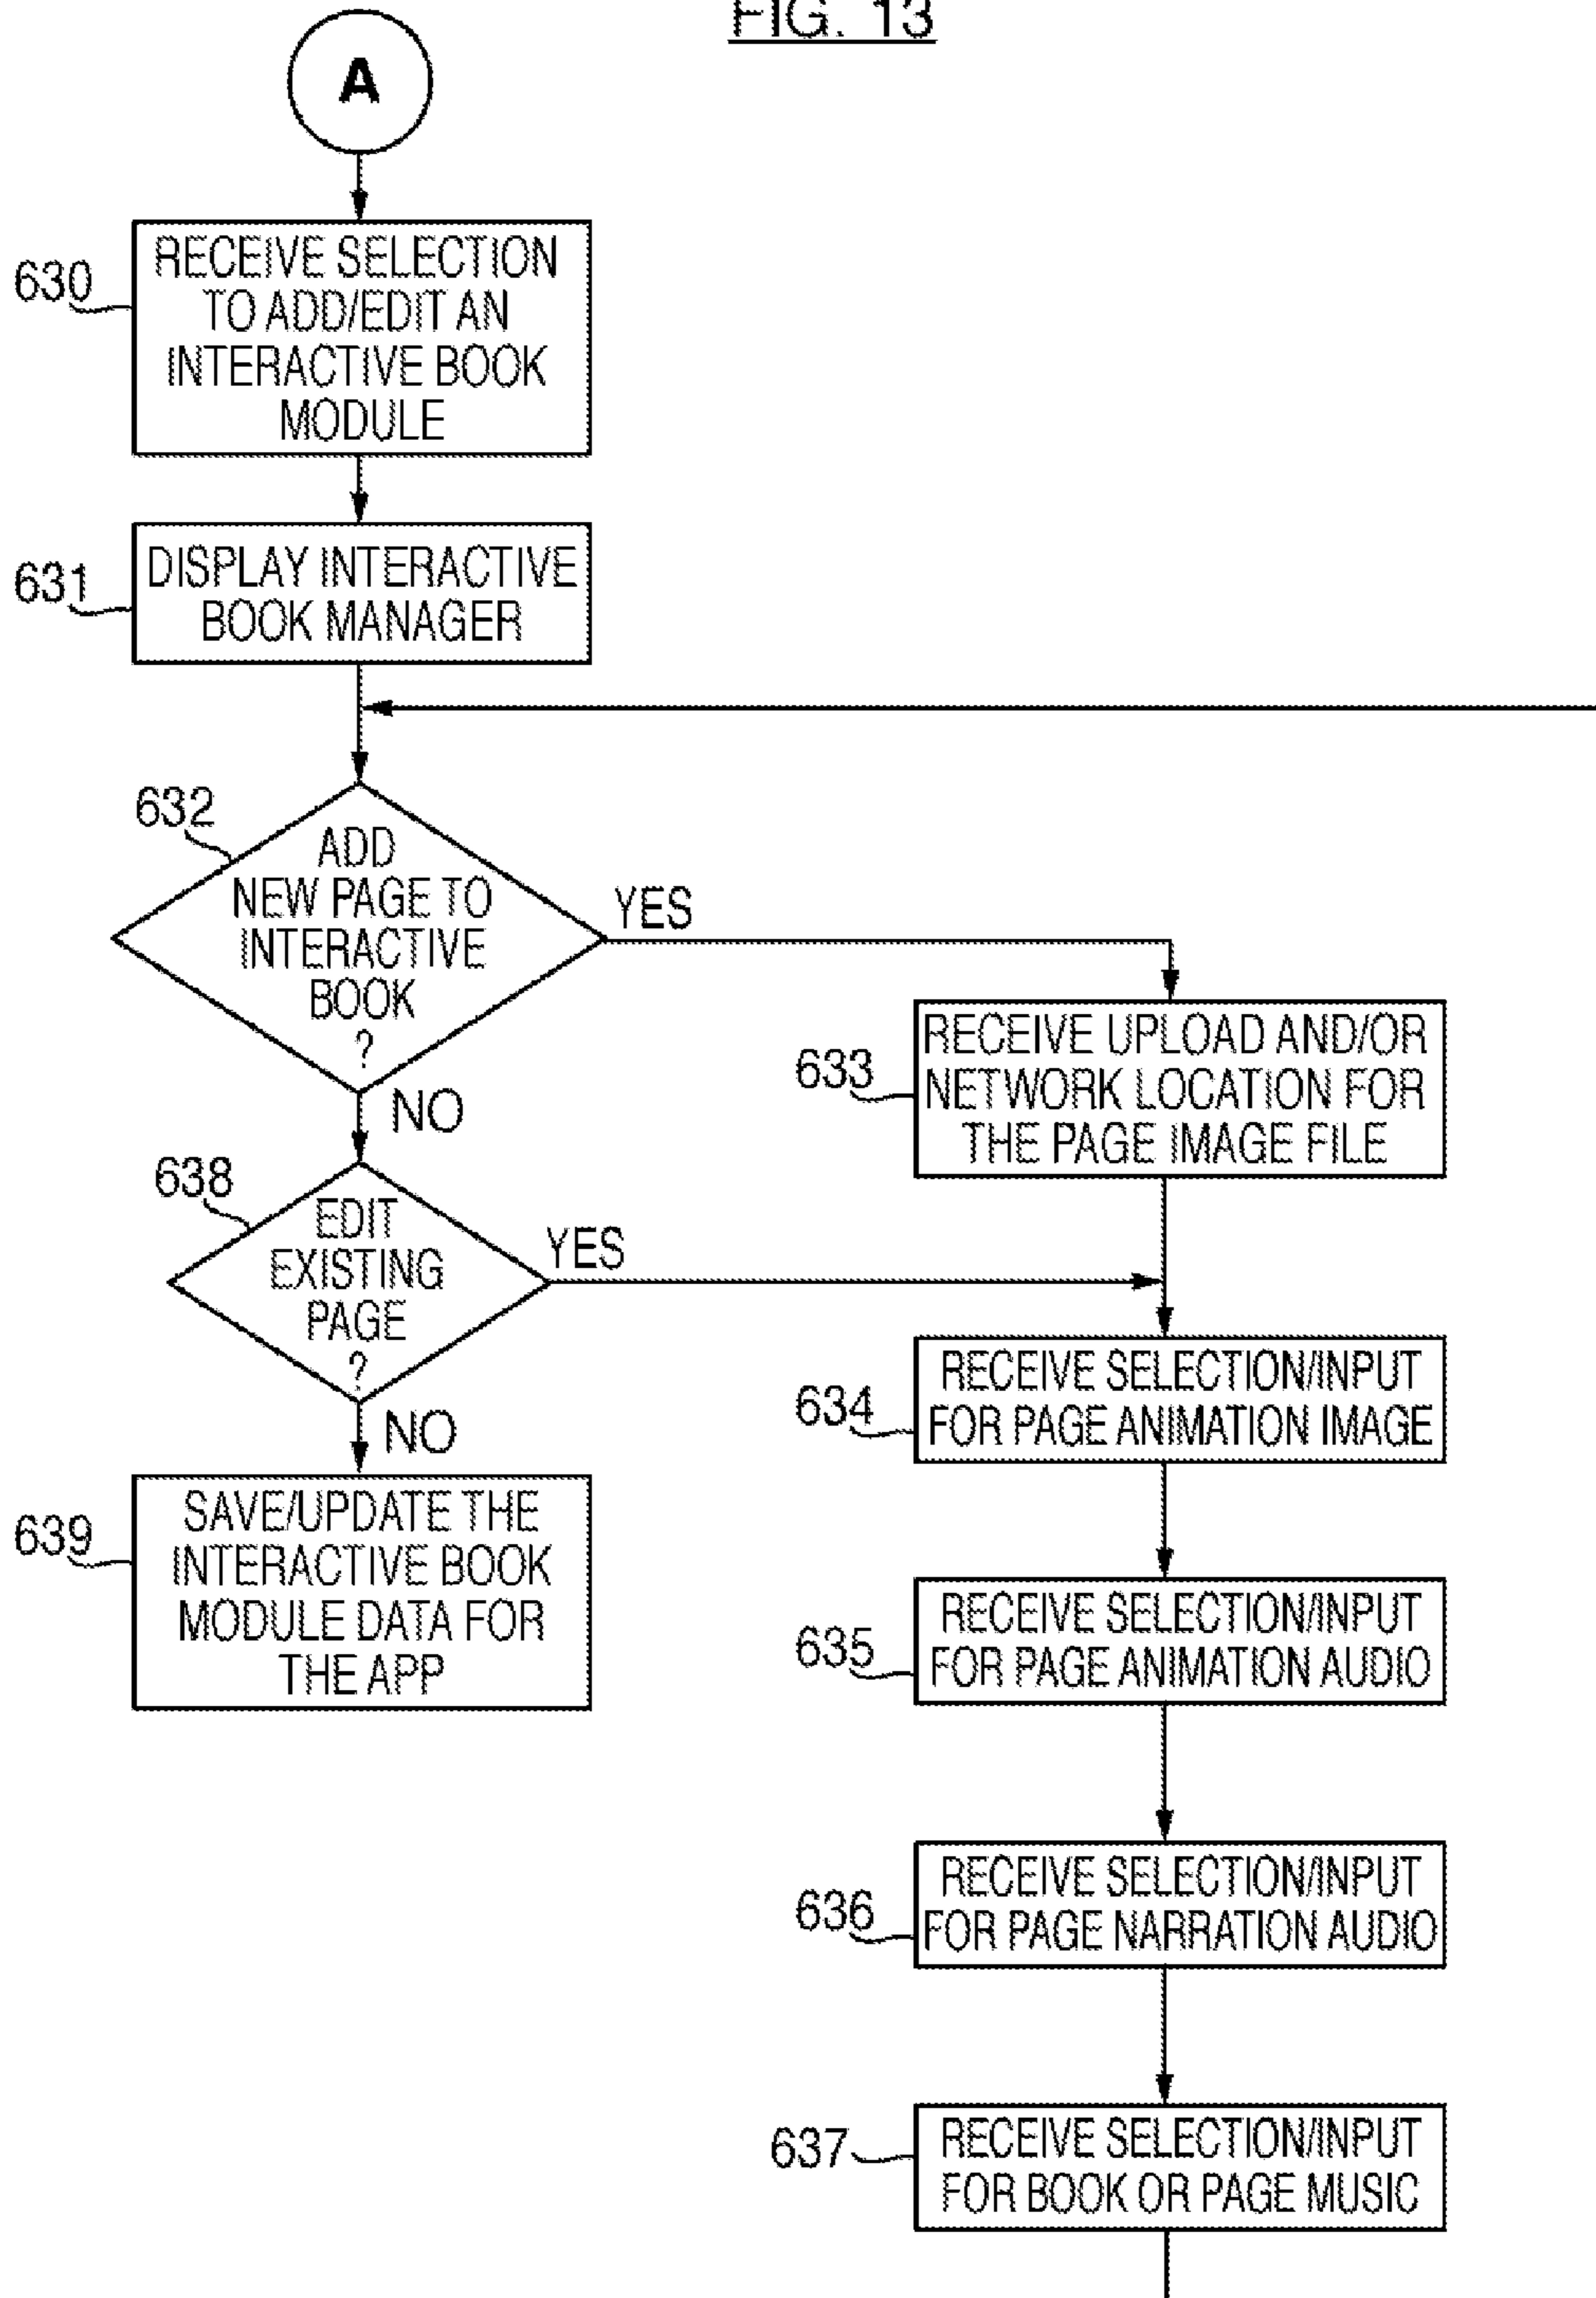 FIG. 13
A
630
RECEIVE SELECTION
TO ADD/EDIT AN
INTERACTIVE BOOK
MODULE
631
DISPLAY INTERACTIVE
BOOK MANAGER
632
ADD
NEW PAGE TO
INTERACTIVE
BOOK
?
YES
NO
633
RECEIVE UPLOAD AND/OR
NETWORK LOCATION FOR
THE PAGE IMAGE FILE
638
EDIT
EXISTING
PAGE
?
YES
NO
634
RECEIVE SELECTION/INPUT
FOR PAGE ANIMATION IMAGE
639
SAVE/UPDATE THE
INTERACTIVE BOOK
MODULE DATA FOR
THE APP
635
RECEIVE SELECTION/INPUT
FOR PAGE ANIMATION AUDIO
636
RECEIVE SELECTION/INPUT
FOR PAGE NARRATION AUDIO
637
RECEIVE SELECTION/INPUT
FOR BOOK OR PAGE MUSIC